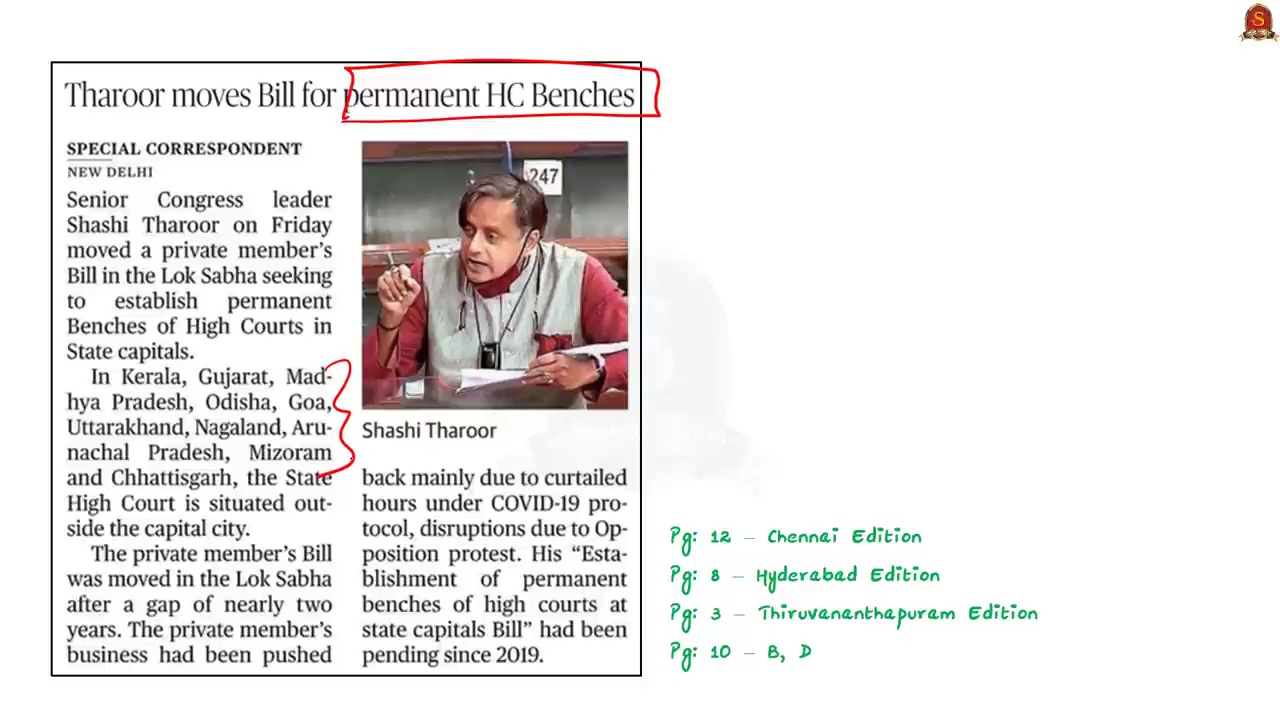 Tharoor moves Bill for permanent HC Benches
SPECIAL CORRESPONDENT
NEW DELHI
Senior Congress leader
Shashi Tharoor on Friday
moved a private member's
Bill in the Lok Sabha seeking
to establish permanent
Benches of High Courts in
State capitals.
In Kerala, Gujarat, Mad-
hya Pradesh, Odisha, Goa,
Uttarakhand, Nagaland, Aru-
nachal Pradesh, Mizoram
and Chhattisgarh, the State
High Court is situated out-
side the capital city.
The private member's Bill
was moved in the Lok Sabha
after a gap of nearly two
years. The private member's
business had been pushed
247
Shashi Tharoor
back mainly due to curtailed
hours under COVID-19 pro-
tocol, disruptions due to Op-
position protest. His “Esta-
blishment of permanent
benches of high courts at
state capitals Bill” had been
pending since 2019.
Pg: 12 – Chennai Edition
Pg: 8 – Hyderabad Edition
Pg: 3 – Thiruvananthapuram Edition
Pg: 10 – B, D
S